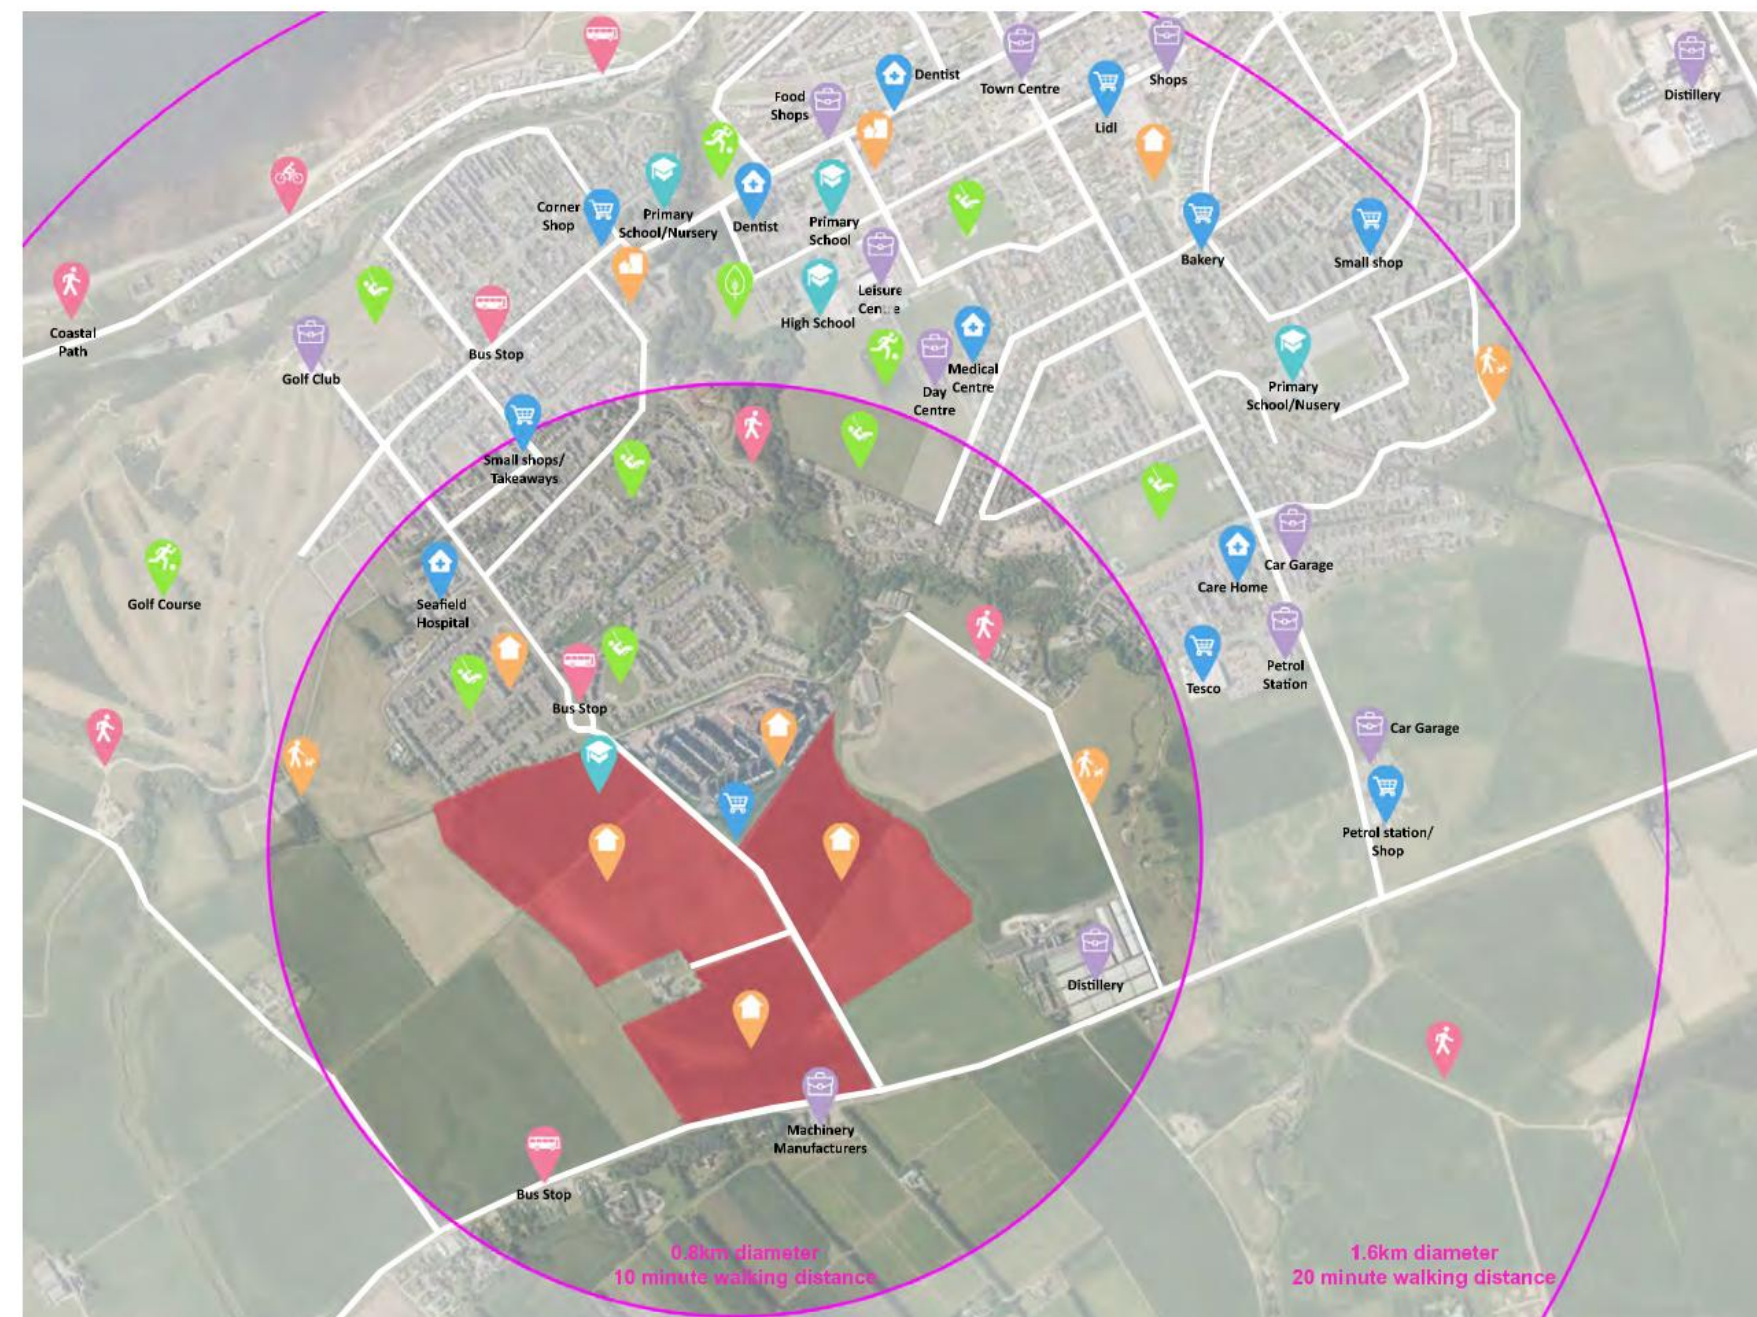 Dentist
Town Centre
Shops
Distillery
Food
Shops
Lidl
Corner
Shop
Primary
School/Nursery
Dentist
Primary
School
Bakery
Small shop
Leisure
Centre
High School
Coastal
Path
Golf Club
Bus Stop
Medical
Centre
Day
Centre
Primary
School/Nusery
Small shops/
Takeaways
Golf Course
Seafield
Hospital
Car Garage
Care Home
Petrol
Station
Tesco
Bus Stop
Car Garage
Petrol station/
Shop
Distillery
Machinery
Manufacturers
Bus Stop
0.8km diameter
10 minute walking distance
1.6km diameter
20 minute walking distance